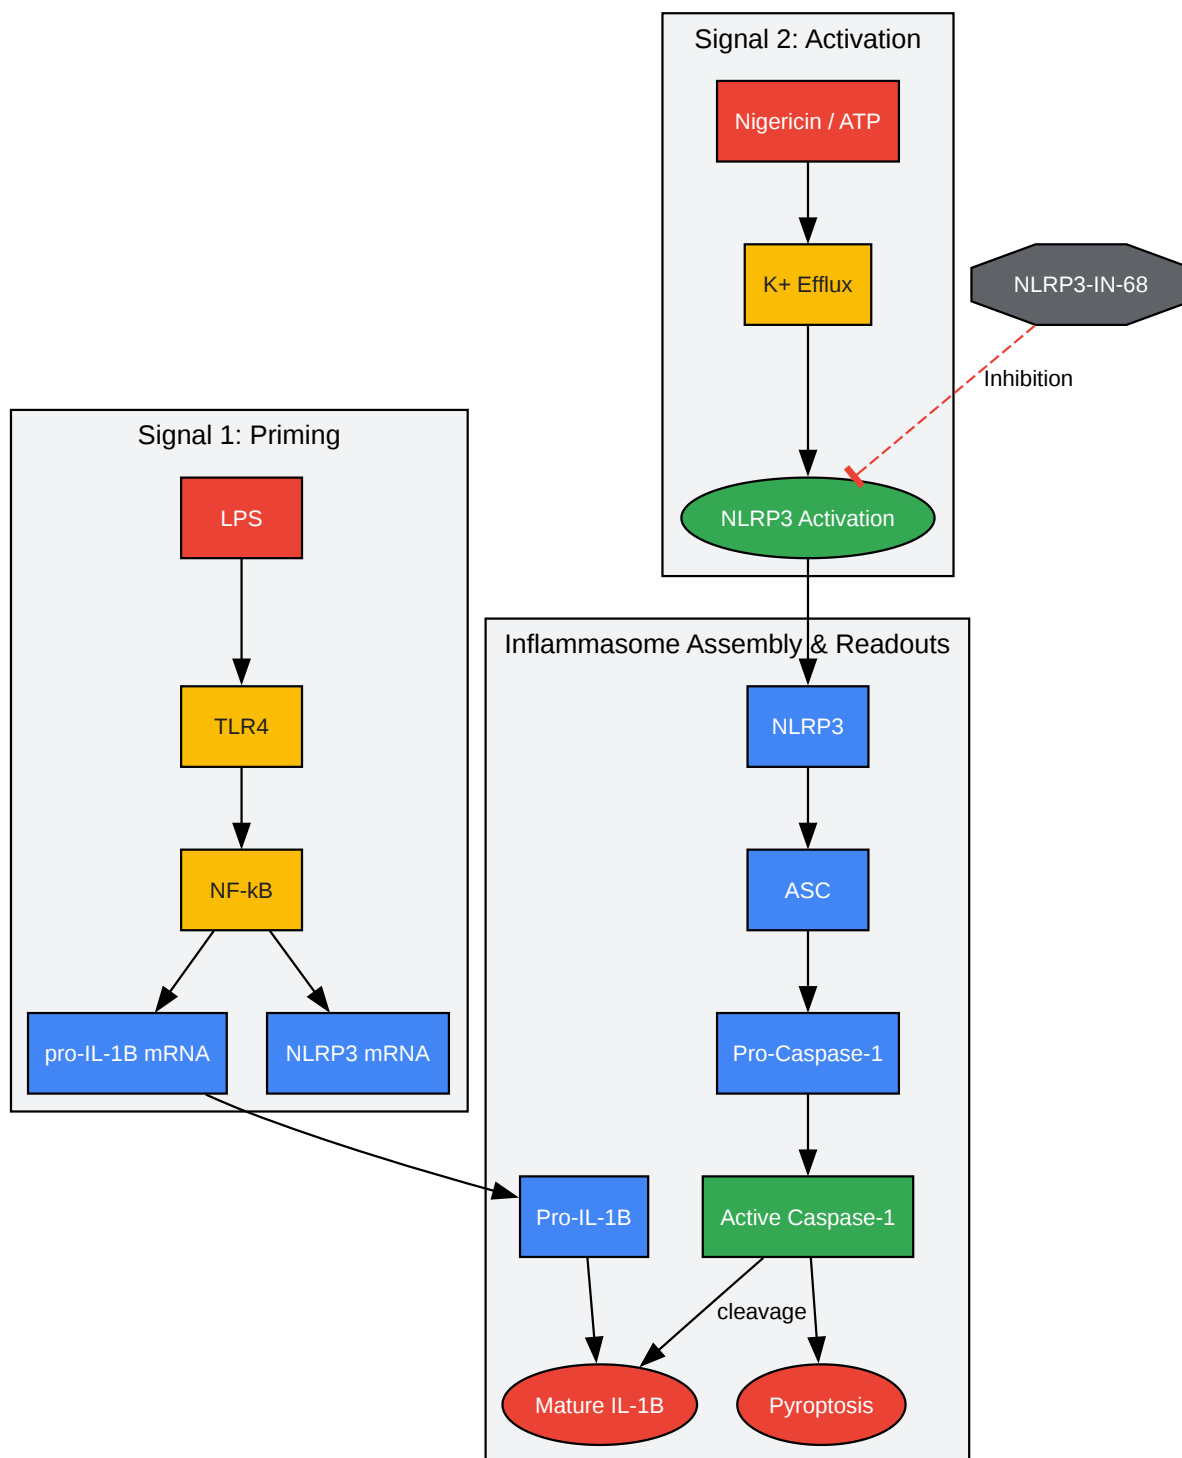 Signal 2: Activation
Nigericin / ATP
K+ Efflux
NLRP3-IN-68
Inhibition
NLRP3 Activation
Signal 1: Priming
LPS
TLR4
NF-kB
pro-IL-1B mRNA
NLRP3 mRNA
Inflammasome Assembly & Readouts
NLRP3
ASC
Pro-Caspase-1
Pro-IL-1B
Active Caspase-1
cleavage
Mature IL-1B
Pyroptosis